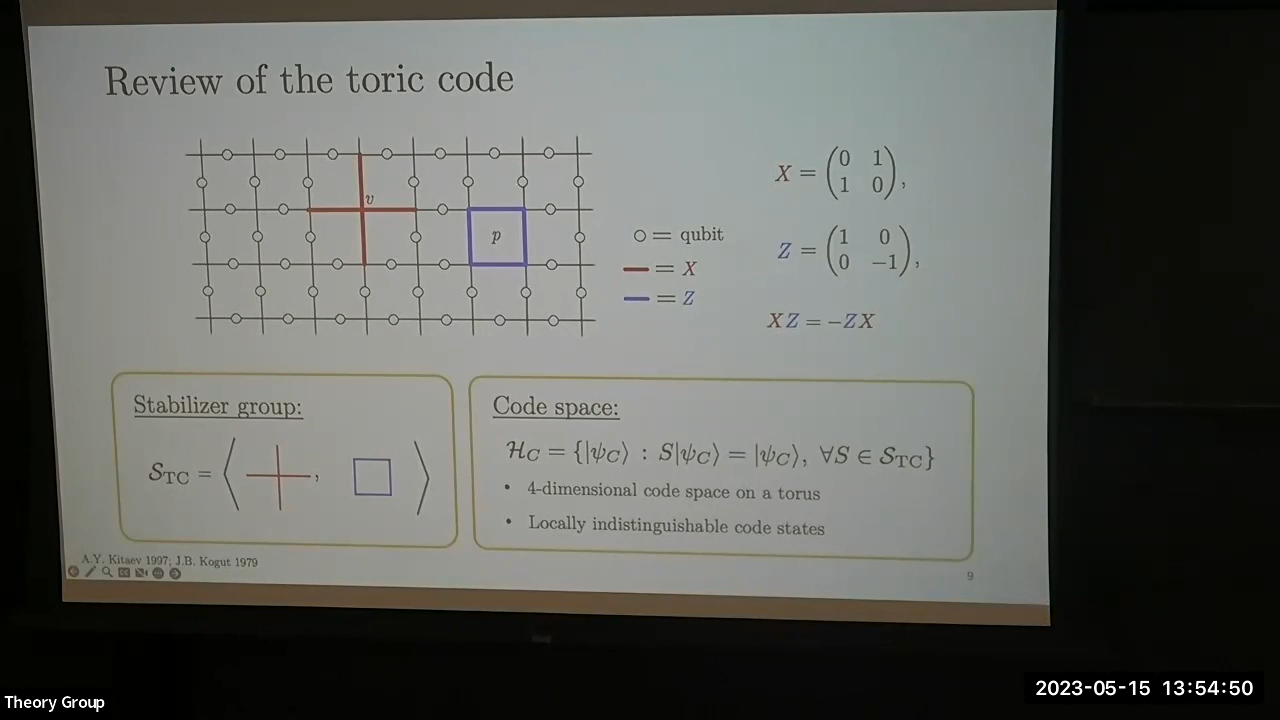 Review of the toric code
v
p
○ = qubit
= X
= Z
X = (0 1
1 0),
Z = (1 0
0 −1),
XZ = −ZX
Stabilizer group:
S_TC = ⟨ , ⟩
Code space:
H_C = {|ψ_C⟩ : S|ψ_C⟩ = |ψ_C⟩, ∀S ∈ S_TC}
• 4-dimensional code space on a torus
• Locally indistinguishable code states
A.Y. Kitaev 1997; J.B. Kogut 1979
9
Theory Group
2023-05-15 13:54:50